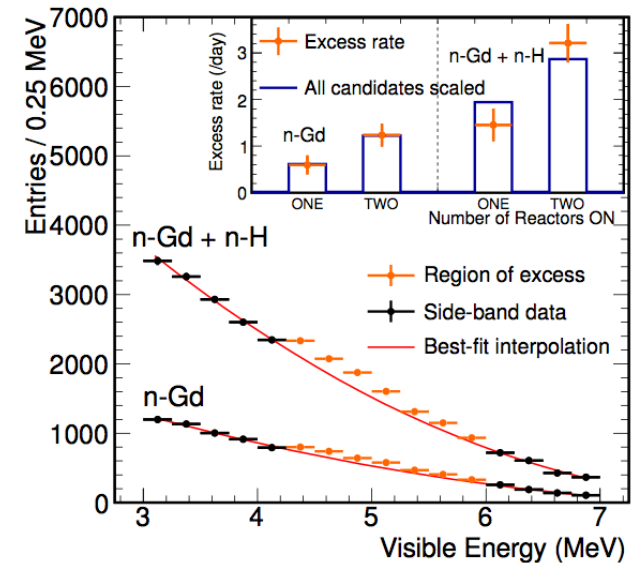 7000
6000
5000
4000
3000
2000
1000
0
Entries / 0.25 MeV
Excess rate (/day)
3
2
1
0
Excess rate
All candidates scaled
n-Gd
n-Gd + n-H
ONE
TWO
ONE
TWO
Number of Reactors ON
n-Gd + n-H
n-Gd
Region of excess
Side-band data
Best-fit interpolation
3
4
5
6
7
Visible Energy (MeV)